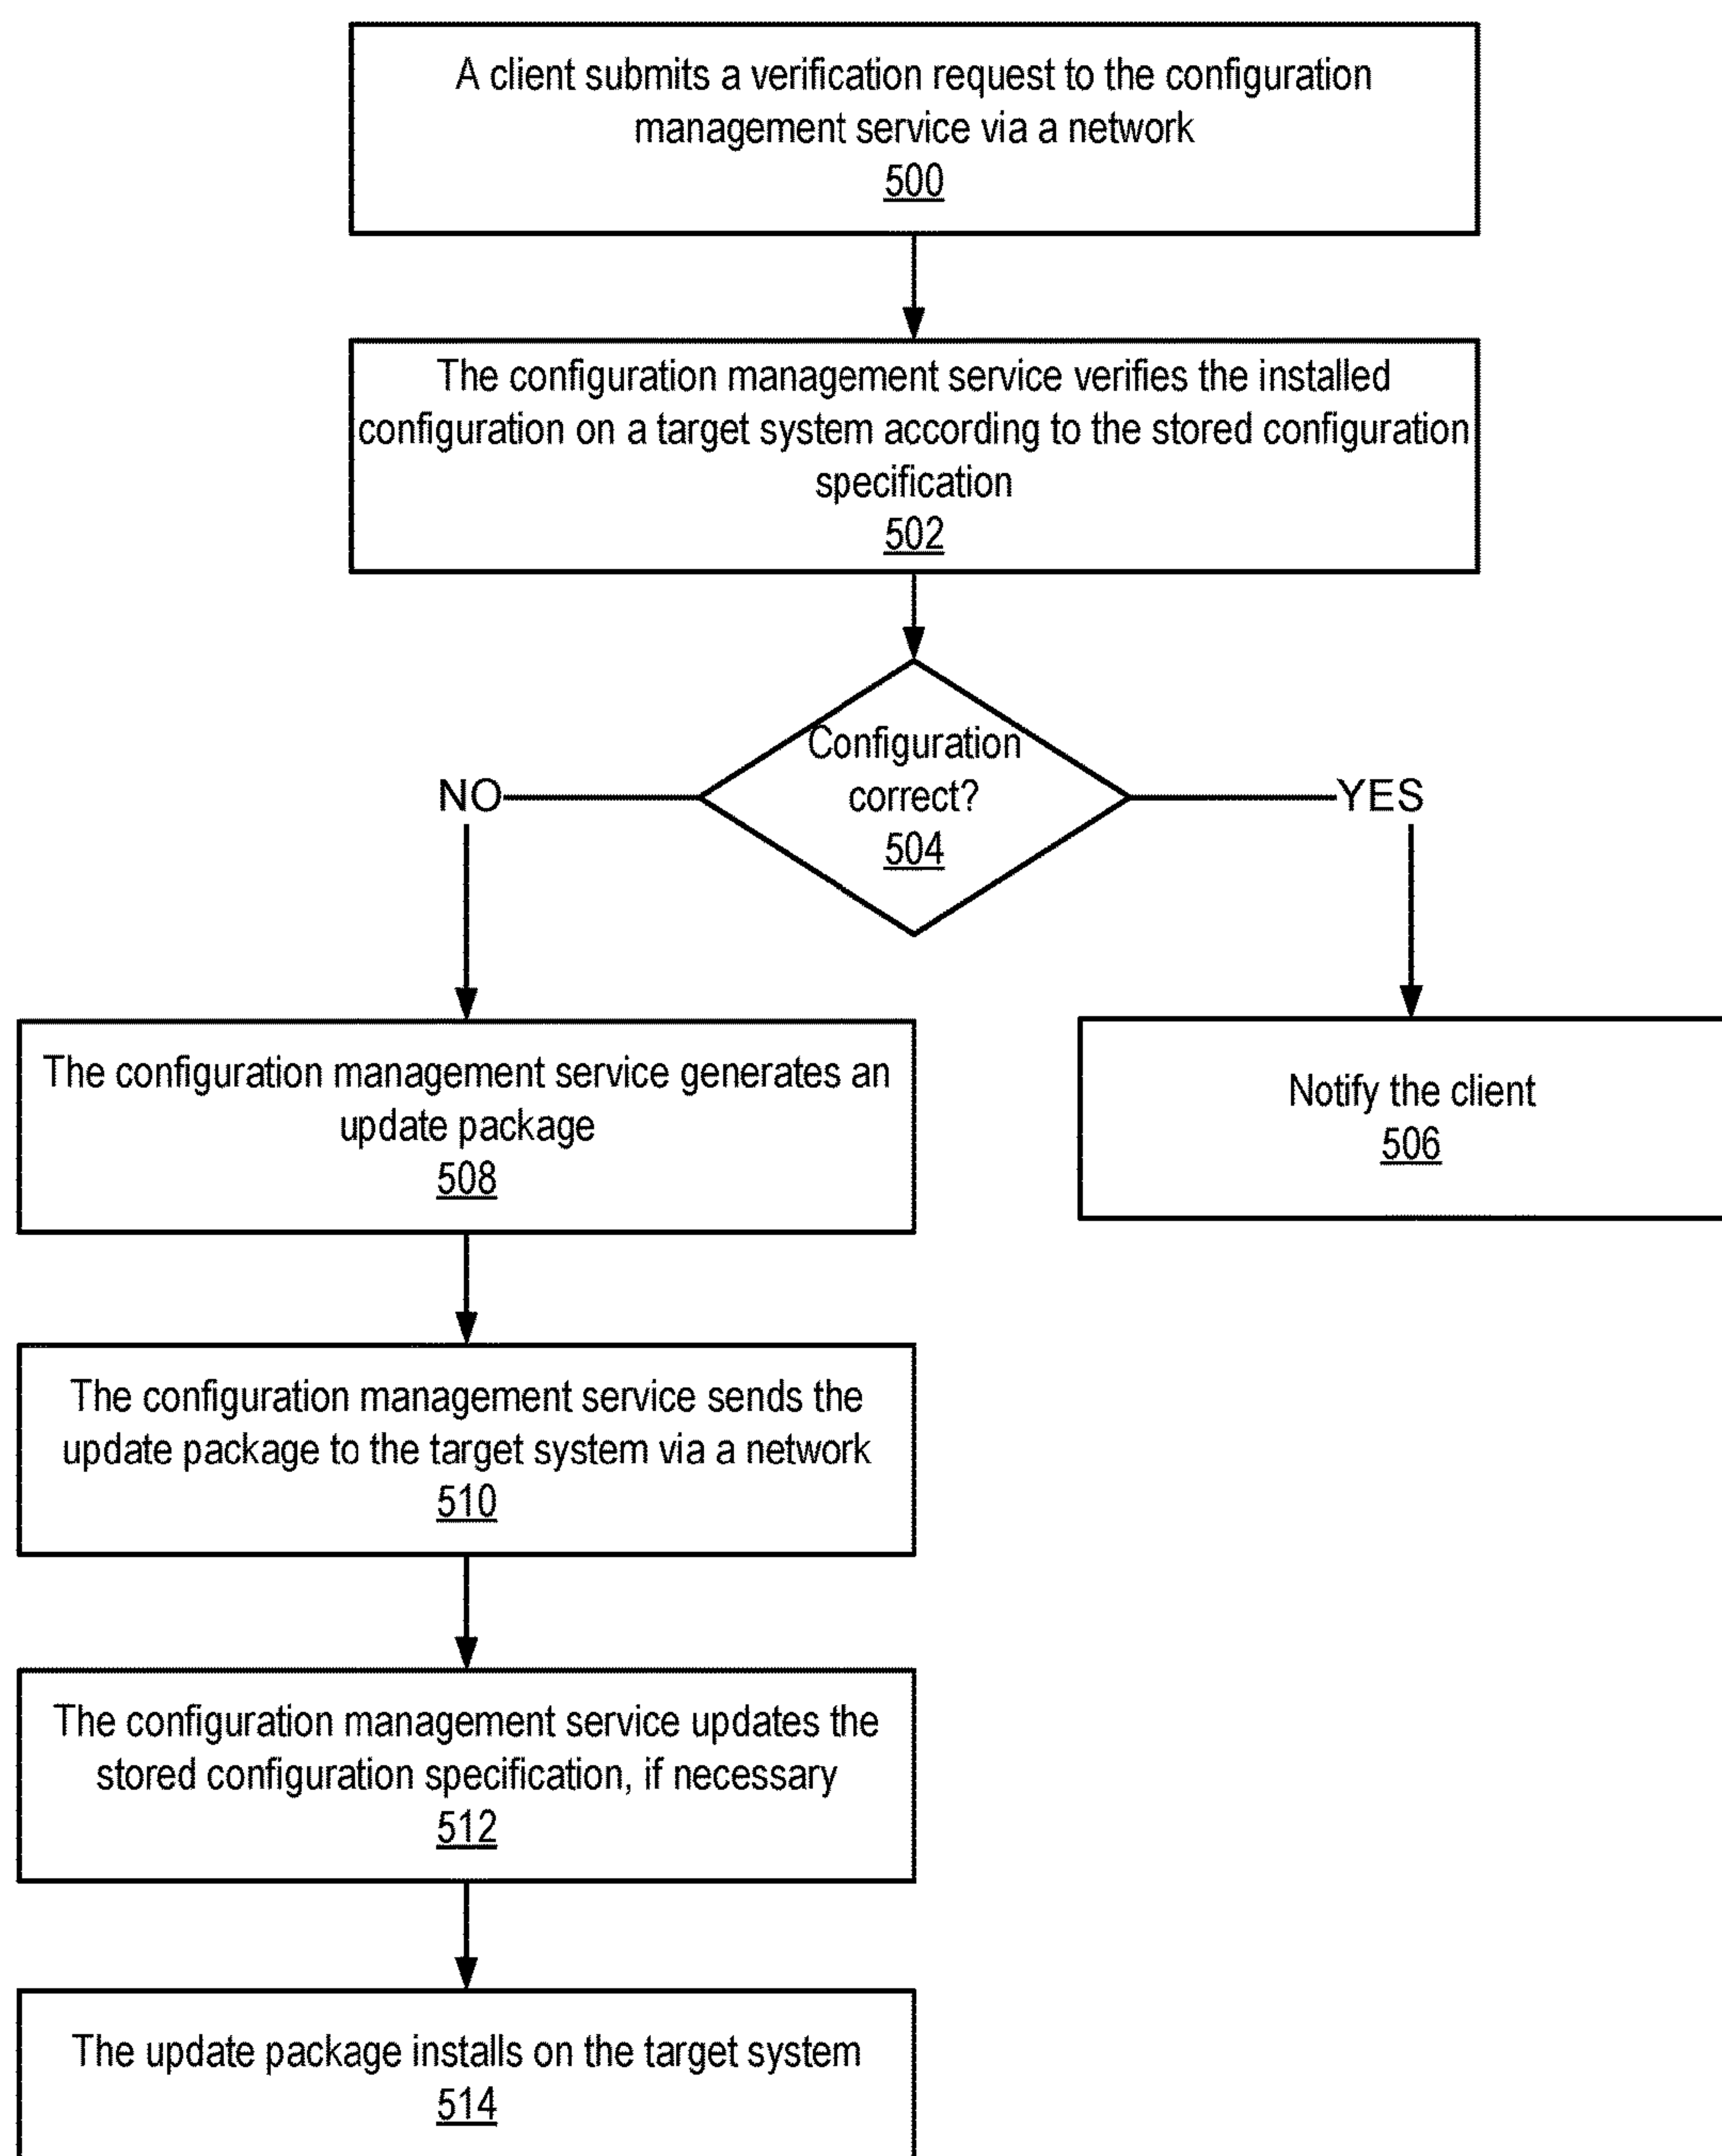 A client submits a verification request to the configuration
management service via a network
500
The configuration management service verifies the installed
configuration on a target system according to the stored configuration
specification
502
Configuration
correct?
504
NO
YES
The configuration management service generates an
update package
508
Notify the client
506
The configuration management service sends the
update package to the target system via a network
510
The configuration management service updates the
stored configuration specification, if necessary
512
The update package installs on the target system
514